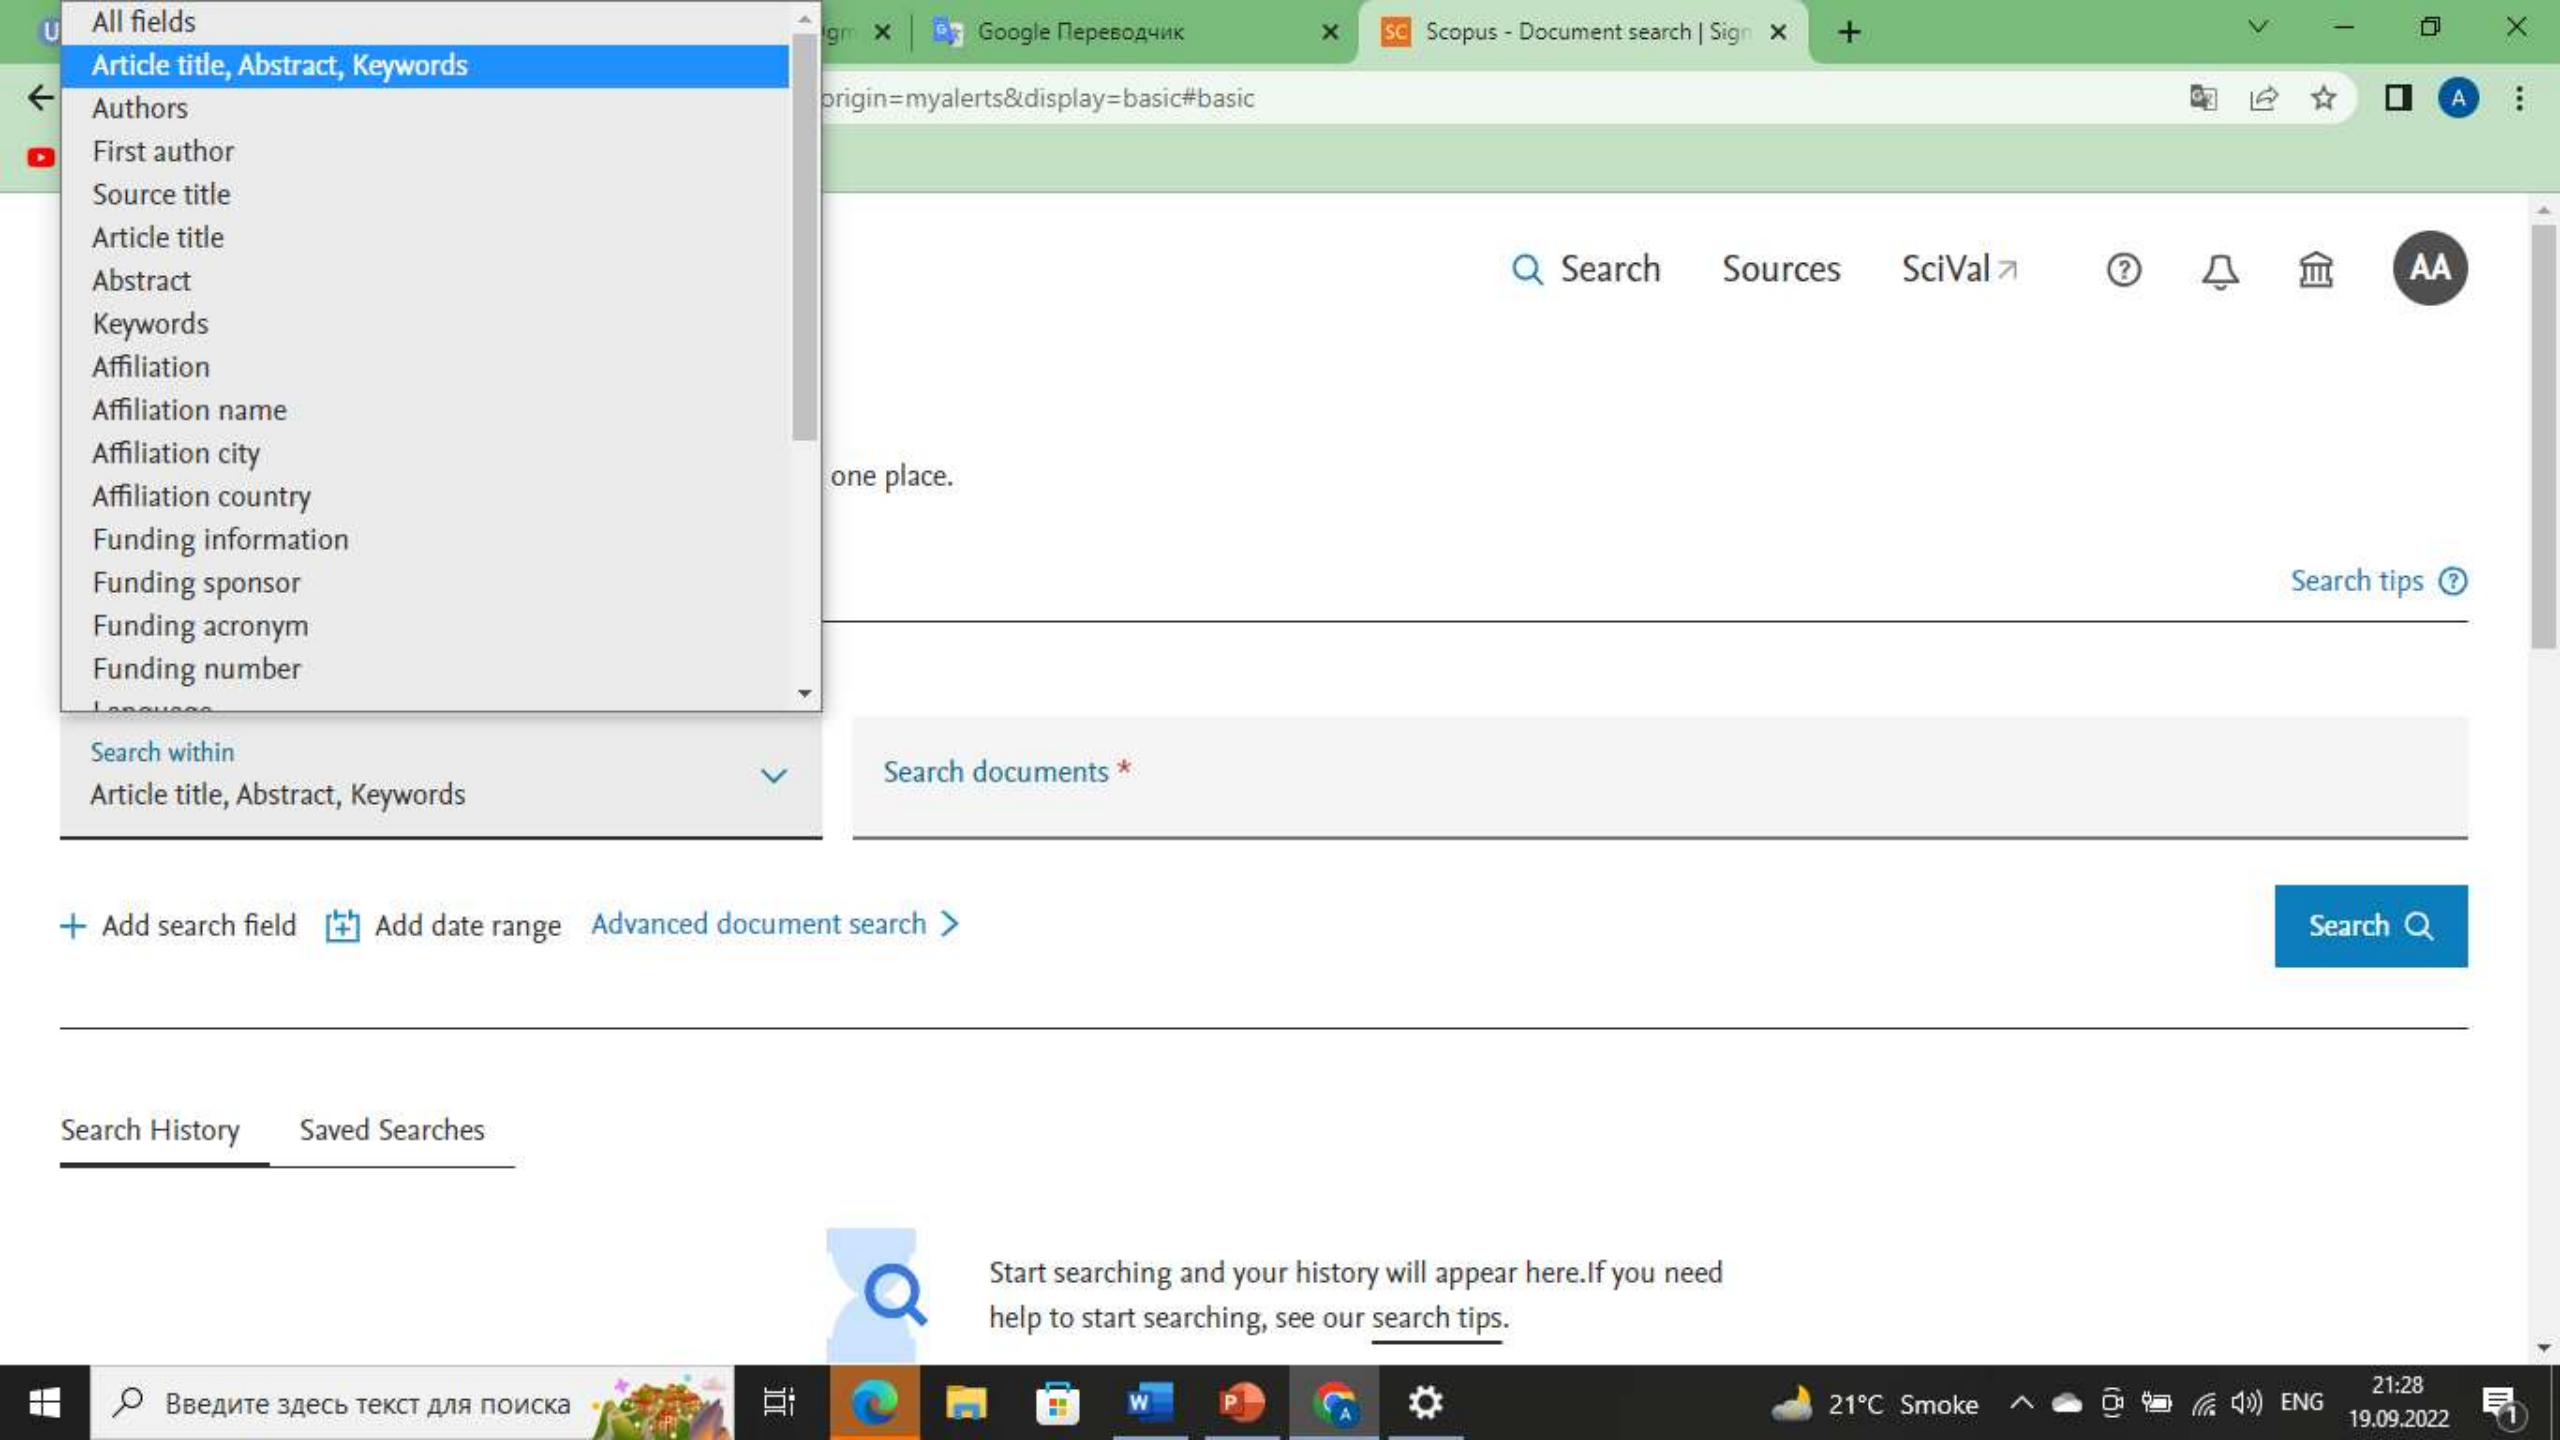 All fields
Article title, Abstract, Keywords
Authors
First author
Source title
Article title
Abstract
Keywords
Affiliation
Affiliation name
Affiliation city
Affiliation country
Funding information
Funding sponsor
Funding acronym
Funding number
Language
U
Google Переводчик
SC Scopus - Document search | Sign
origin=myalerts&display=basic#basic
A
Search
Sources
SciVal
AA
one place.
Search tips
Search within
Article title, Abstract, Keywords
Search documents *
Add search field
Add date range
Advanced document search
Search
Search History
Saved Searches
Start searching and your history will appear here.If you need
help to start searching, see our search tips.
Введите здесь текст для поиска
W
P
A
21°C Smoke
ENG
21:28
19.09.2022
1